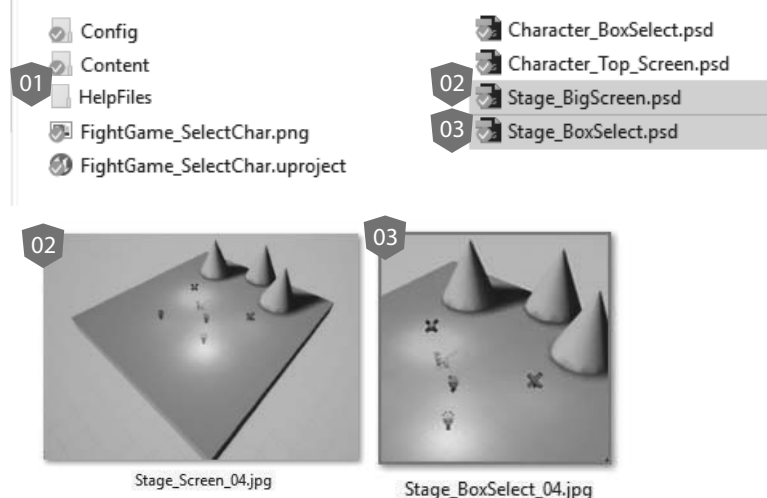 Config
Content
01
HelpFiles
FightGame_SelectChar.png
FightGame_SelectChar.uproject
Character_BoxSelect.psd
Character_Top_Screen.psd
02
Stage_BigScreen.psd
03
Stage_BoxSelect.psd
02
03
Stage_Screen_04.jpg
Stage_BoxSelect_04.jpg